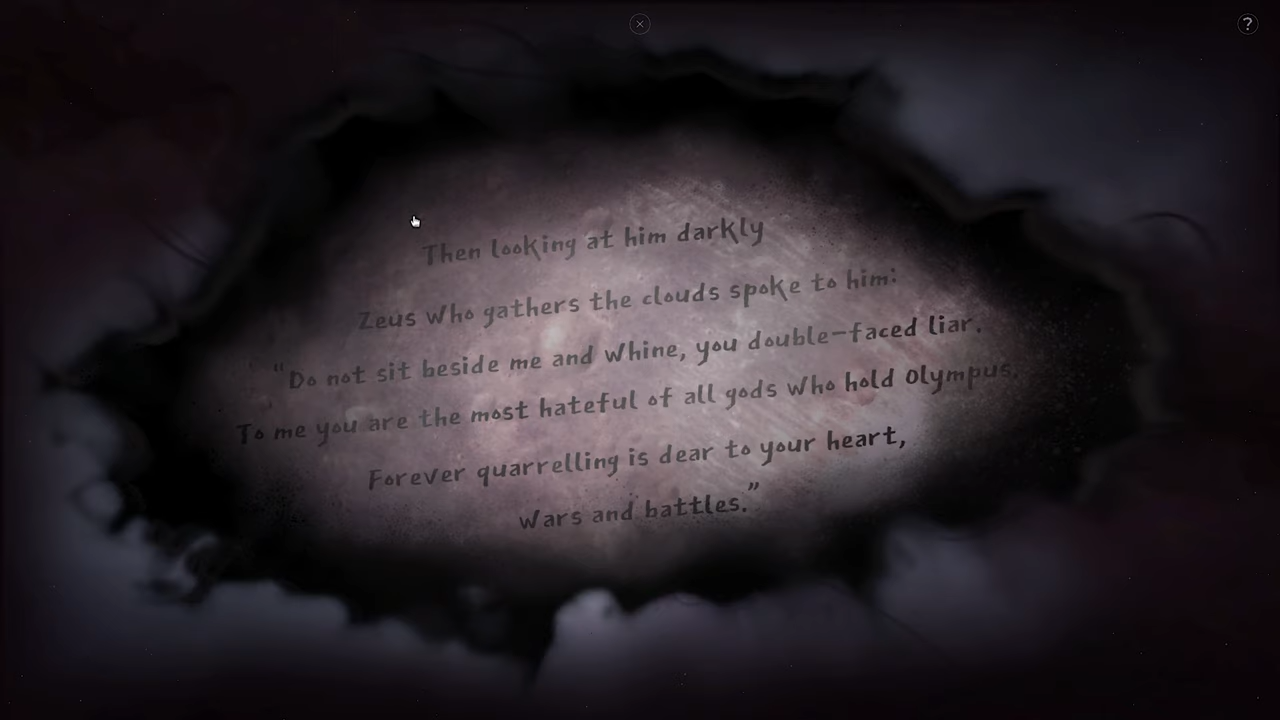 ?
Then looking at him darkly
Zeus who gathers the clouds spoke to him:
"Do not sit beside me and whine, you double-faced liar.
To me you are the most hateful of all gods who hold Olympus.
Forever quarrelling is dear to your heart,
Wars and battles."